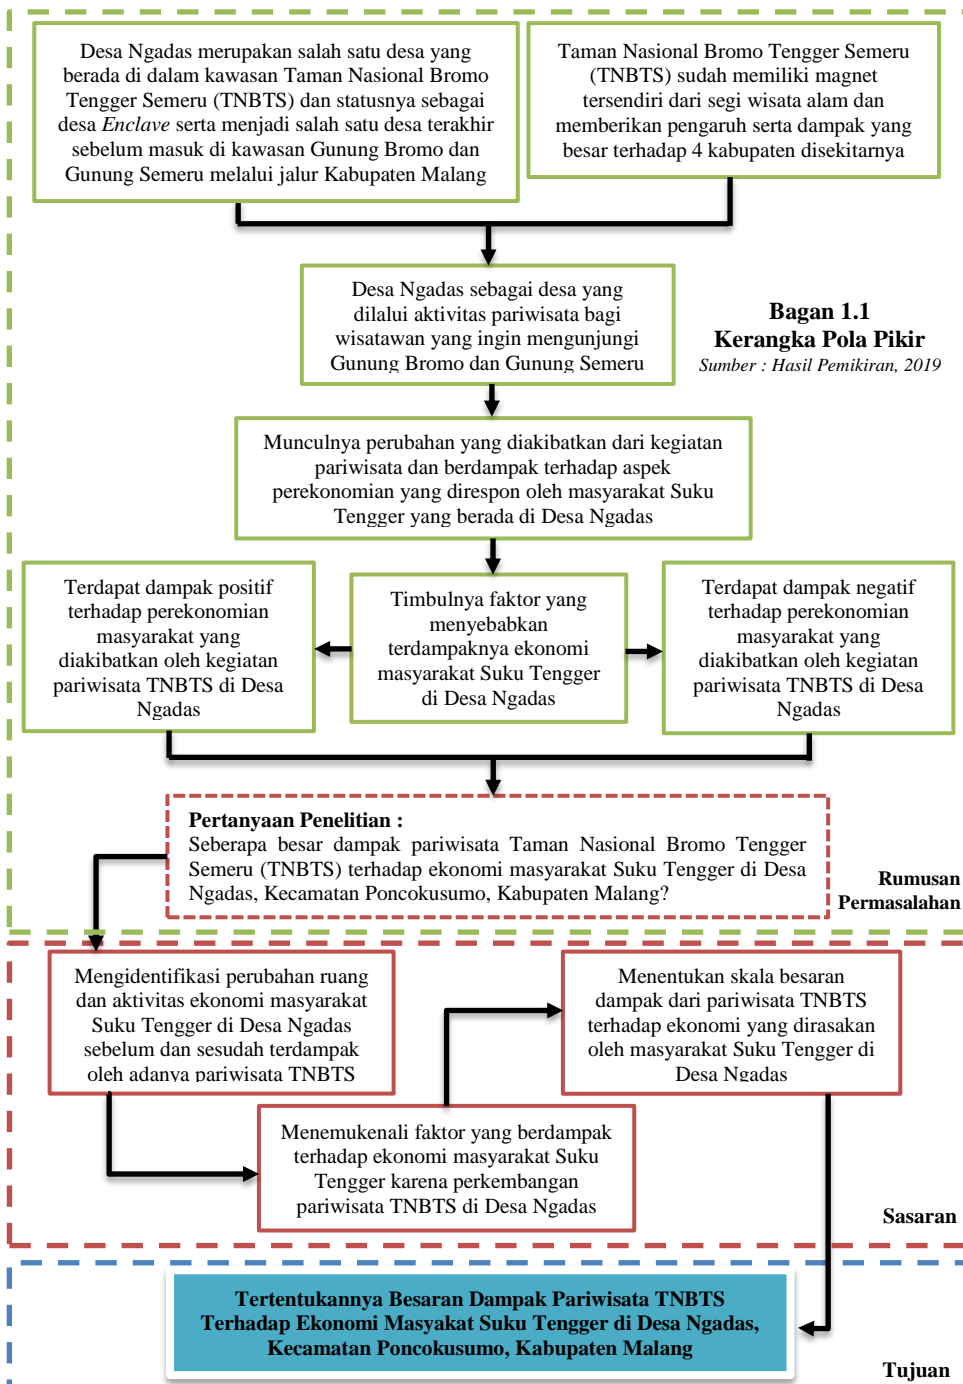 Desa Ngadas merupakan salah satu desa yang
berada di dalam kawasan Taman Nasional Bromo
Tengger Semeru (TNBTS) dan statusnya sebagai
desa Enclave serta menjadi salah satu desa terakhir
sebelum masuk di kawasan Gunung Bromo dan
Gunung Semeru melalui jalur Kabupaten Malang
Taman Nasional Bromo Tengger Semeru
(TNBTS) sudah memiliki magnet
tersendiri dari segi wisata alam dan
memberikan pengaruh serta dampak yang
besar terhadap 4 kabupaten disekitarnya
Desa Ngadas sebagai desa yang
dilalui aktivitas pariwisata bagi
wisatawan yang ingin mengunjungi
Gunung Bromo dan Gunung Semeru
Bagan 1.1
Kerangka Pola Pikir
Sumber : Hasil Pemikiran, 2019
Munculnya perubahan yang diakibatkan dari kegiatan
pariwisata dan berdampak terhadap aspek
perekonomian yang direspon oleh masyarakat Suku
Tengger yang berada di Desa Ngadas
Terdapat dampak positif
terhadap perekonomian
masyarakat yang
diakibatkan oleh kegiatan
pariwisata TNBTS di Desa
Ngadas
Timbulnya faktor yang
menyebabkan
terdampaknya ekonomi
masyarakat Suku Tengger
di Desa Ngadas
Terdapat dampak negatif
terhadap perekonomian
masyarakat yang
diakibatkan oleh kegiatan
pariwisata TNBTS di Desa
Ngadas
Pertanyaan Penelitian :
Seberapa besar dampak pariwisata Taman Nasional Bromo Tengger
Semeru (TNBTS) terhadap ekonomi masyarakat Suku Tengger di Desa
Ngadas, Kecamatan Poncokusumo, Kabupaten Malang?
Rumusan
Permasalahan
Mengidentifikasi perubahan ruang
dan aktivitas ekonomi masyarakat
Suku Tengger di Desa Ngadas
sebelum dan sesudah terdampak
oleh adanya pariwisata TNBTS
Menentukan skala besaran
dampak dari pariwisata TNBTS
terhadap ekonomi yang dirasakan
oleh masyarakat Suku Tengger di
Desa Ngadas
Menemukenali faktor yang berdampak
terhadap ekonomi masyarakat Suku
Tengger karena perkembangan
pariwisata TNBTS di Desa Ngadas
Sasaran
Tertentukannya Besaran Dampak Pariwisata TNBTS
Terhadap Ekonomi Masyakat Suku Tengger di Desa Ngadas,
Kecamatan Poncokusumo, Kabupaten Malang
Tujuan